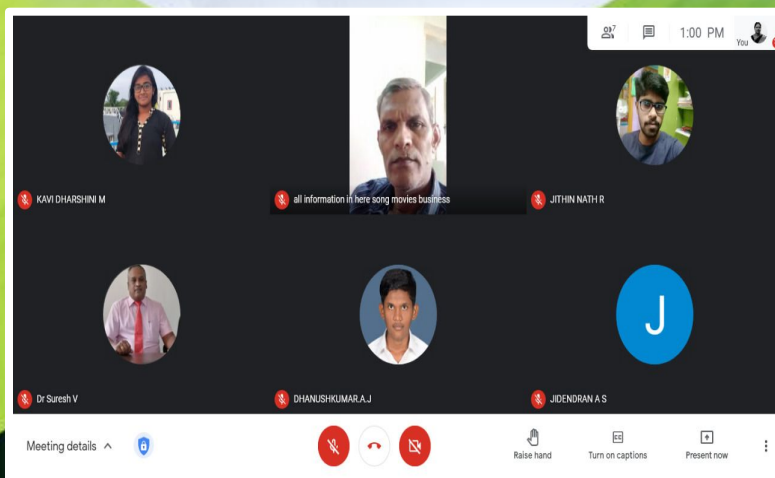 7
1:00 PM
You
KAVI DHARSHINI M
all information in here song movies business
JITHIN NATH R
J
Dr Suresh V
DHANUSHKUMAR.A.J
JIDENDRAN A S
Meeting details
Raise hand
CC
Turn on captions
Present now